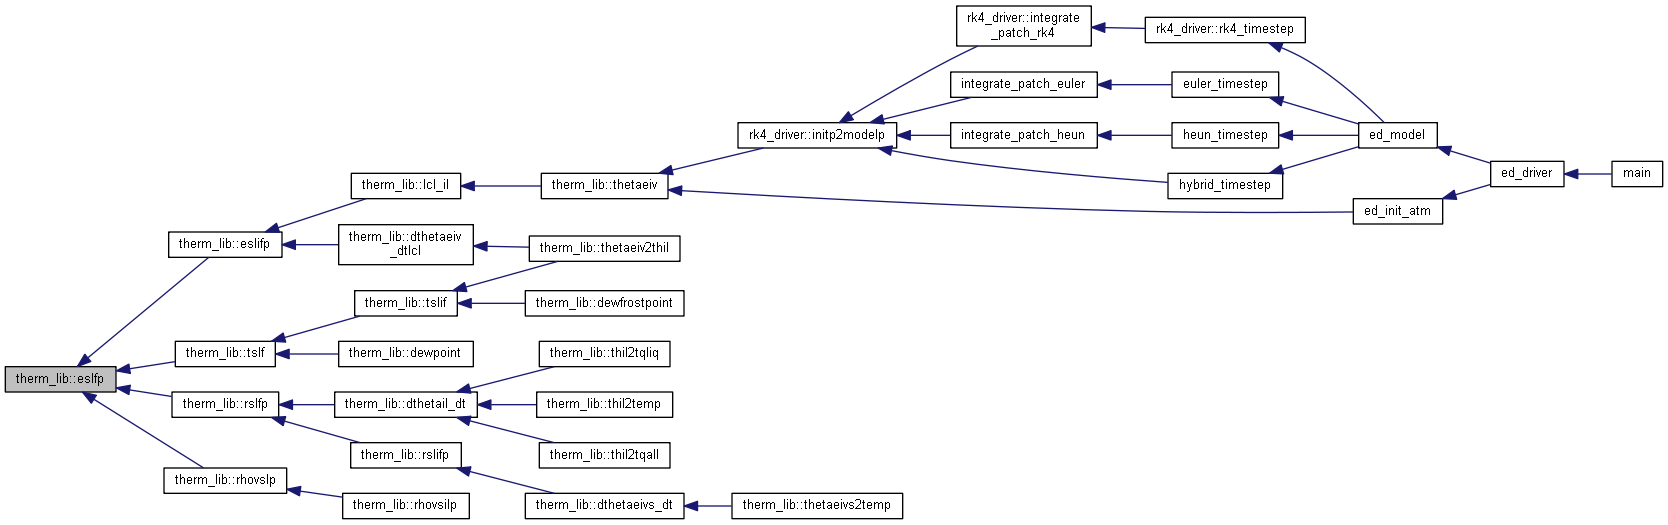 rk4_driver::integrate
_patch_rk4
rk4_driver::rk4_timestep
integrate_patch_euler
euler_timestep
rk4_driver::initp2modelp
integrate_patch_heun
heun_timestep
ed_model
therm_lib::lcl_il
therm_lib::thetaeiv
hybrid_timestep
ed_driver
main
ed_init_atm
therm_lib::eslifp
therm_lib::dthetaeiv
_dtlcl
therm_lib::thetaeiv2thil
therm_lib::tslif
therm_lib::dewfrostpoint
therm_lib::tslf
therm_lib::dewpoint
therm_lib::thil2tqliq
therm_lib::eslfp
therm_lib::rslfp
therm_lib::dthetail_dt
therm_lib::thil2temp
therm_lib::rslifp
therm_lib::thil2tqall
therm_lib::rhovslp
therm_lib::rhovsilp
therm_lib::dthetaeivs_dt
therm_lib::thetaeivs2temp